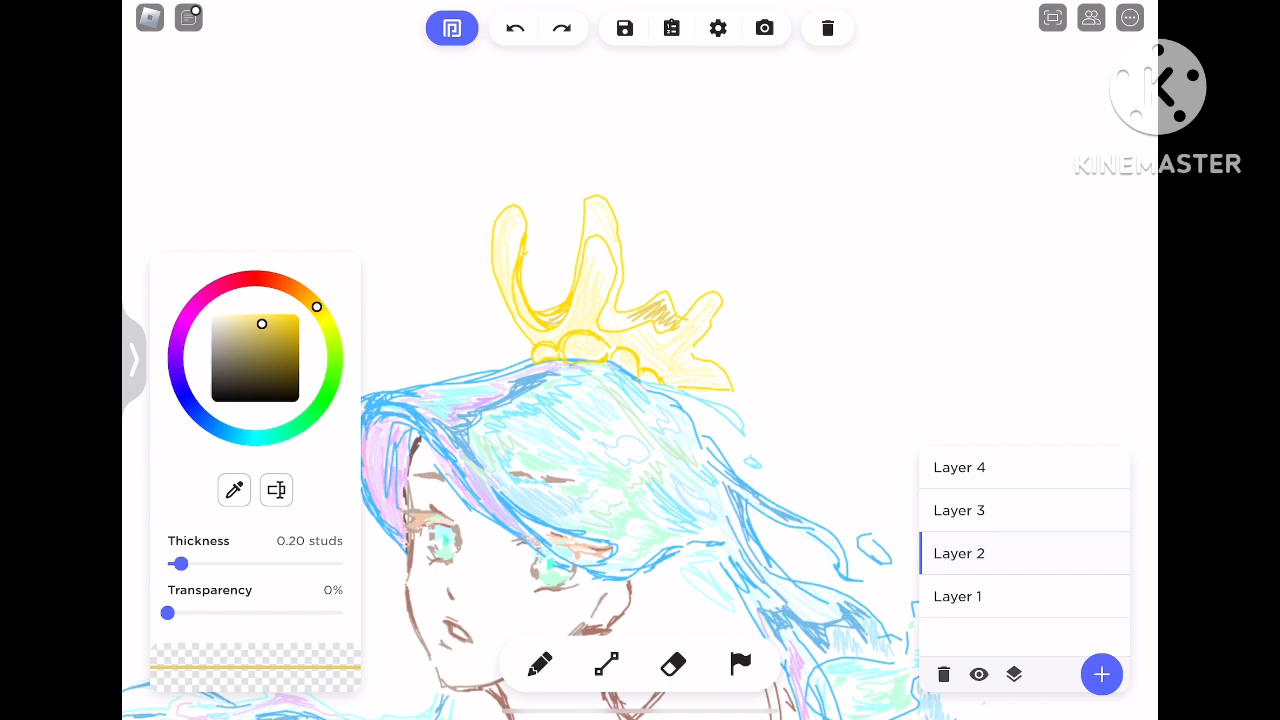 KINEMASTER
Layer 4
Layer 3
Layer 2
Layer 1
Thickness 0.20 studs
Transparency 0%